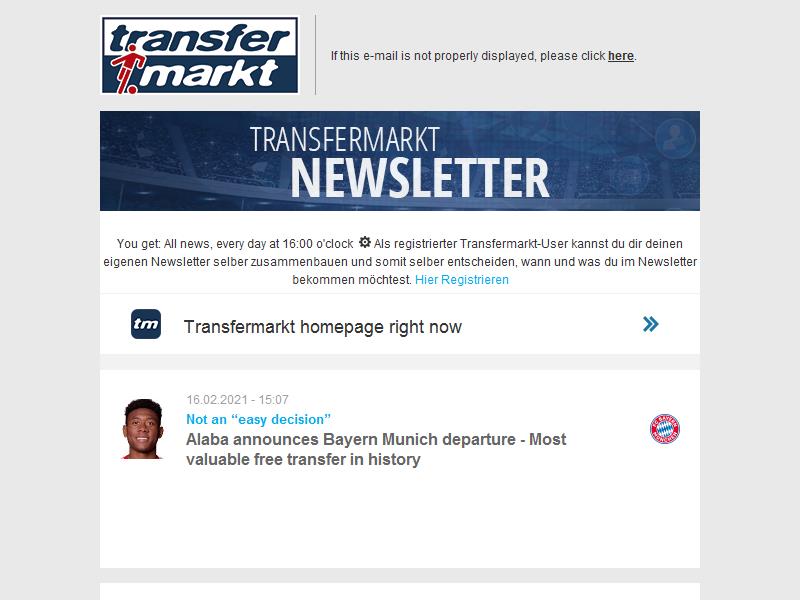 transfer
markt
If this e-mail is not properly displayed, please click here.
TRANSFERMARKT
NEWSLETTER
You get: All news, every day at 16:00 o'clock Als registrierter Transfermarkt-User kannst du dir deinen
eigenen Newsletter selber zusammenbauen und somit selber entscheiden, wann und was du im Newsletter
bekommen möchtest. Hier Registrieren
tm
Transfermarkt homepage right now
16.02.2021 - 15:07
Not an “easy decision”
Alaba announces Bayern Munich departure - Most
valuable free transfer in history
FC BAYERN
MÜNCHEN